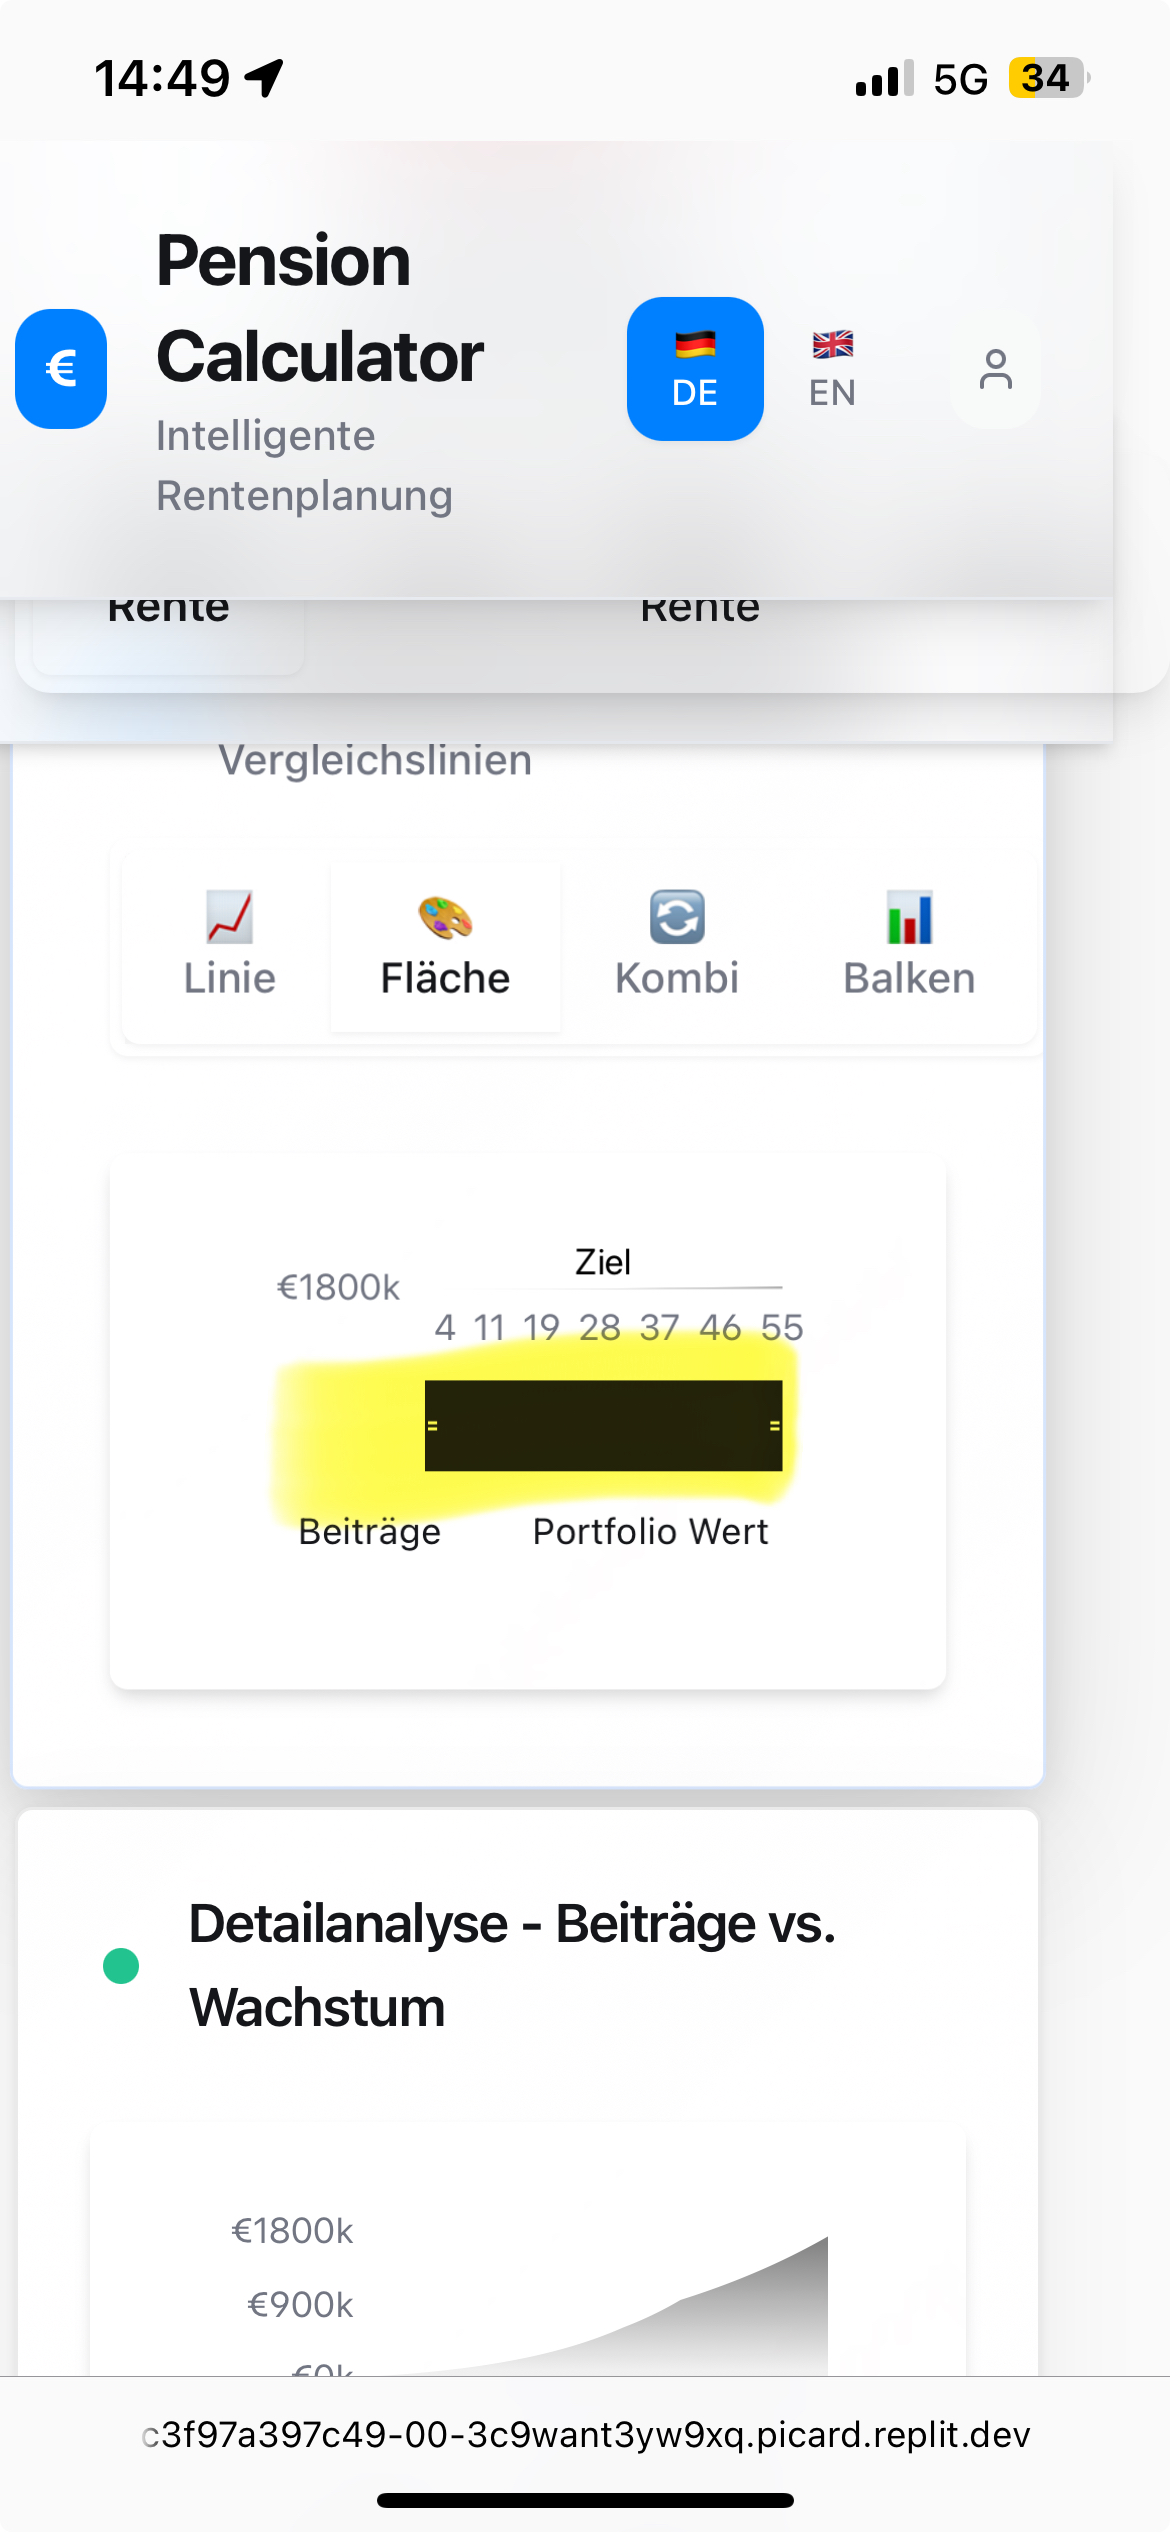 14:49
5G
34
Pension
Calculator
€
Intelligente
Rentenplanung
DE
EN
Rente
Rente
Vergleichslinien
Linie
Fläche
Kombi
Balken
Ziel
€1800k
4 11 19 28 37 46 55
Beiträge
Portfolio Wert
Detailanalyse - Beiträge vs.
Wachstum
€1800k
€900k
€0k
c3f97a397c49-00-3c9want3yw9xq.picard.replit.dev